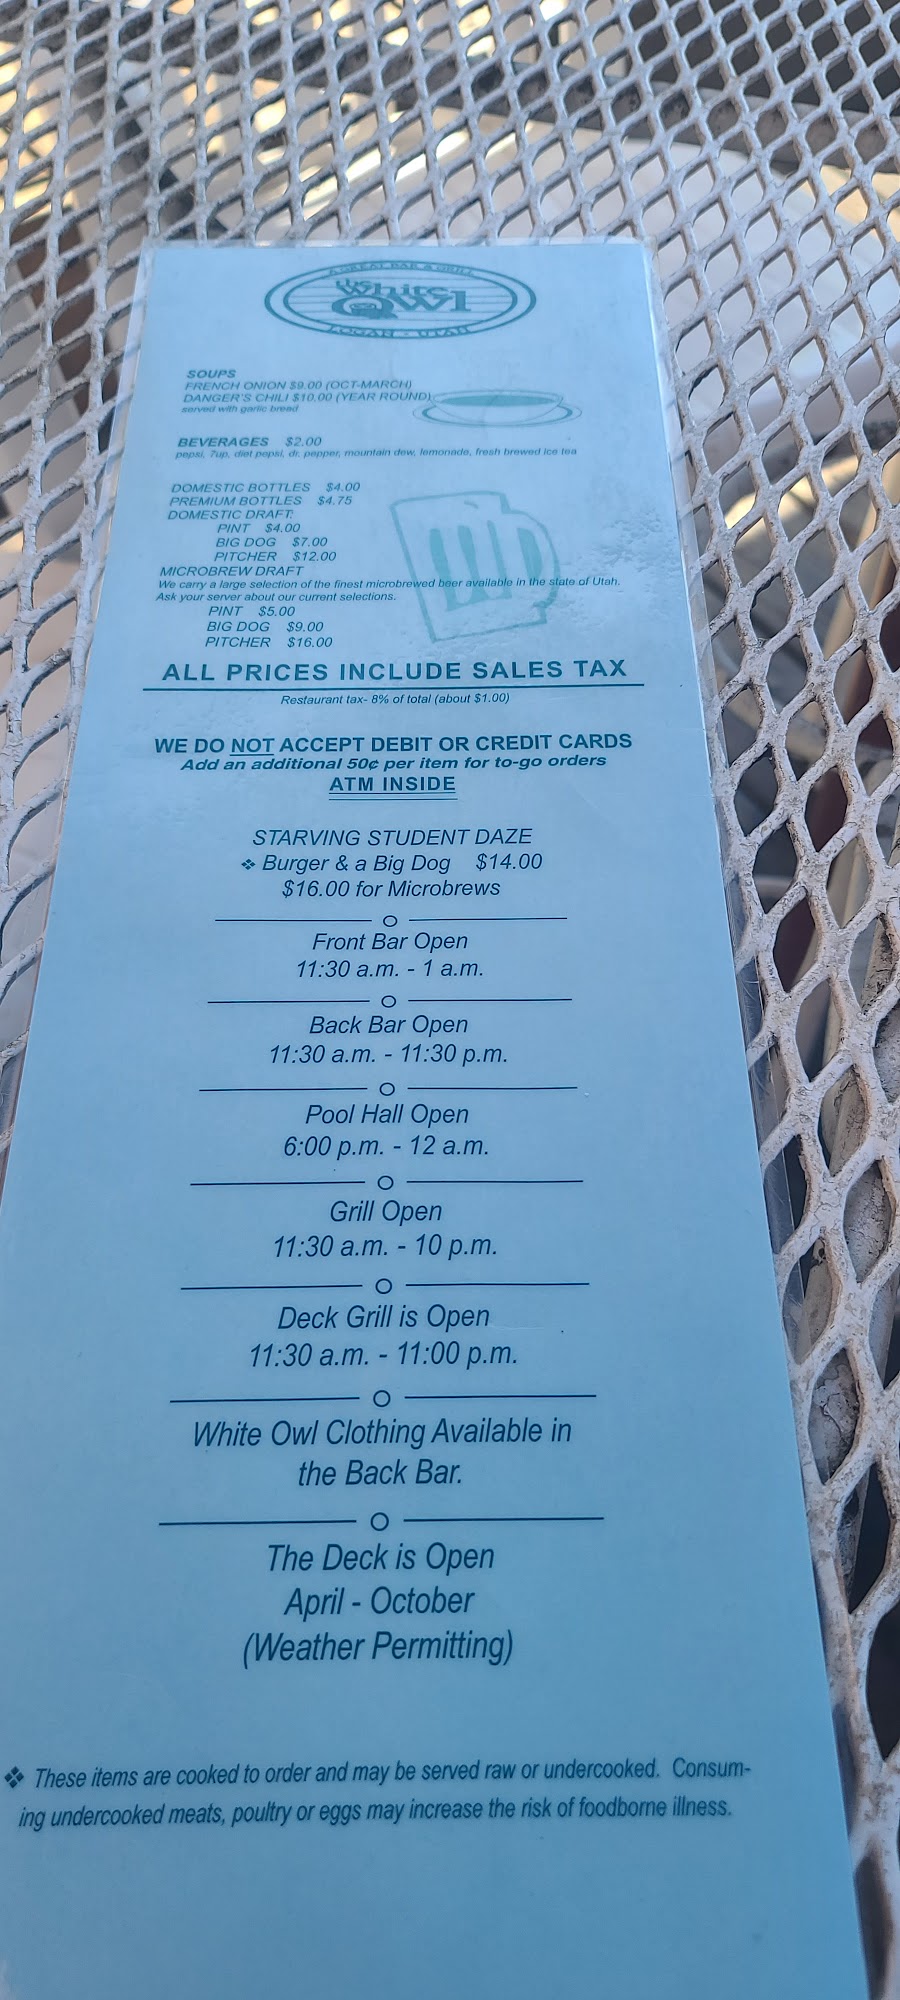 A GREAT BAR & GRILL
the
White
Owl
LOGAN - UTAH
SOUPS
FRENCH ONION $9.00 (OCT-MARCH)
DANGER'S CHILI $10.00 (YEAR ROUND)
served with garlic bread
BEVERAGES $2.00
pepsi, 7up, diet pepsi, dr. pepper, mountain dew, lemonade, fresh brewed ice tea
DOMESTIC BOTTLES $4.00
PREMIUM BOTTLES $4.75
DOMESTIC DRAFT:
PINT $4.00
BIG DOG $7.00
PITCHER $12.00
MICROBREW DRAFT
We carry a large selection of the finest microbrewed beer available in the state of Utah.
Ask your server about our current selections.
PINT $5.00
BIG DOG $9.00
PITCHER $16.00
ALL PRICES INCLUDE SALES TAX
Restaurant tax- 8% of total (about $1.00)
WE DO NOT ACCEPT DEBIT OR CREDIT CARDS
Add an additional 50¢ per item for to-go orders
ATM INSIDE
STARVING STUDENT DAZE
❖ Burger & a Big Dog $14.00
$16.00 for Microbrews
Front Bar Open
11:30 a.m. - 1 a.m.
Back Bar Open
11:30 a.m. - 11:30 p.m.
Pool Hall Open
6:00 p.m. - 12 a.m.
Grill Open
11:30 a.m. - 10 p.m.
Deck Grill is Open
11:30 a.m. - 11:00 p.m.
White Owl Clothing Available in
the Back Bar.
The Deck is Open
April - October
(Weather Permitting)
❖ These items are cooked to order and may be served raw or undercooked. Consum-
ing undercooked meats, poultry or eggs may increase the risk of foodborne illness.